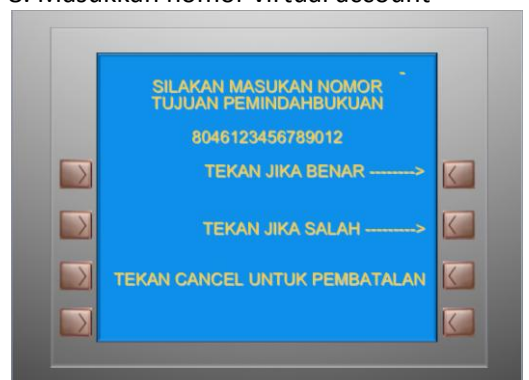 SILAKAN MASUKAN NOMOR
TUJUAN PEMINDAHBUKUAN
8046123456789012
TEKAN JIKA BENAR -------->
TEKAN JIKA SALAH -------->
TEKAN CANCEL UNTUK PEMBATALAN